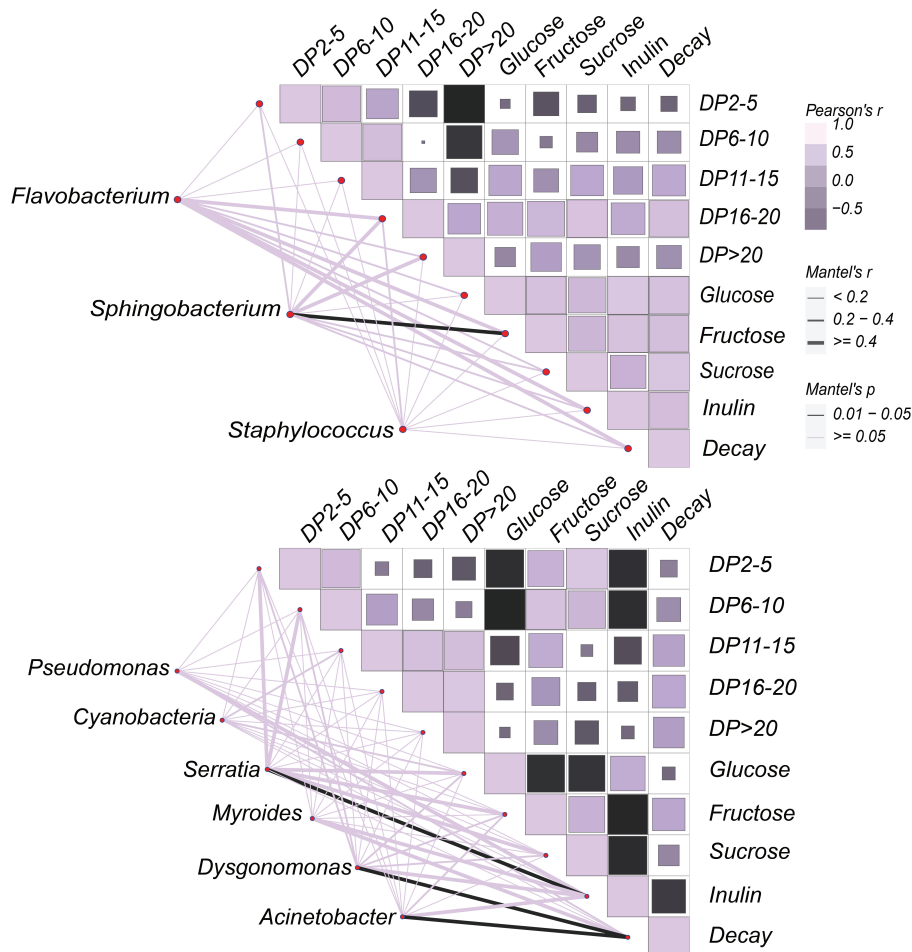 DP2-5 DP6-10 DP11-15 DP16-20 DP>20 Glucose Fructose Sucrose Inulin Decay
DP2-5
DP6-10
DP11-15
DP16-20
DP>20
Glucose
Fructose
Sucrose
Inulin
Decay
Flavobacterium
Sphingobacterium
Staphylococcus
Pearson's r
1.0
0.5
0.0
−0.5
Mantel's r
< 0.2
0.2 − 0.4
>= 0.4
Mantel's p
0.01 − 0.05
>= 0.05
DP2-5 DP6-10 DP11-15 DP16-20 DP>20 Glucose Fructose Sucrose Inulin Decay
DP2-5
DP6-10
DP11-15
DP16-20
DP>20
Glucose
Fructose
Sucrose
Inulin
Decay
Pseudomonas
Cyanobacteria
Serratia
Myroides
Dysgonomonas
Acinetobacter